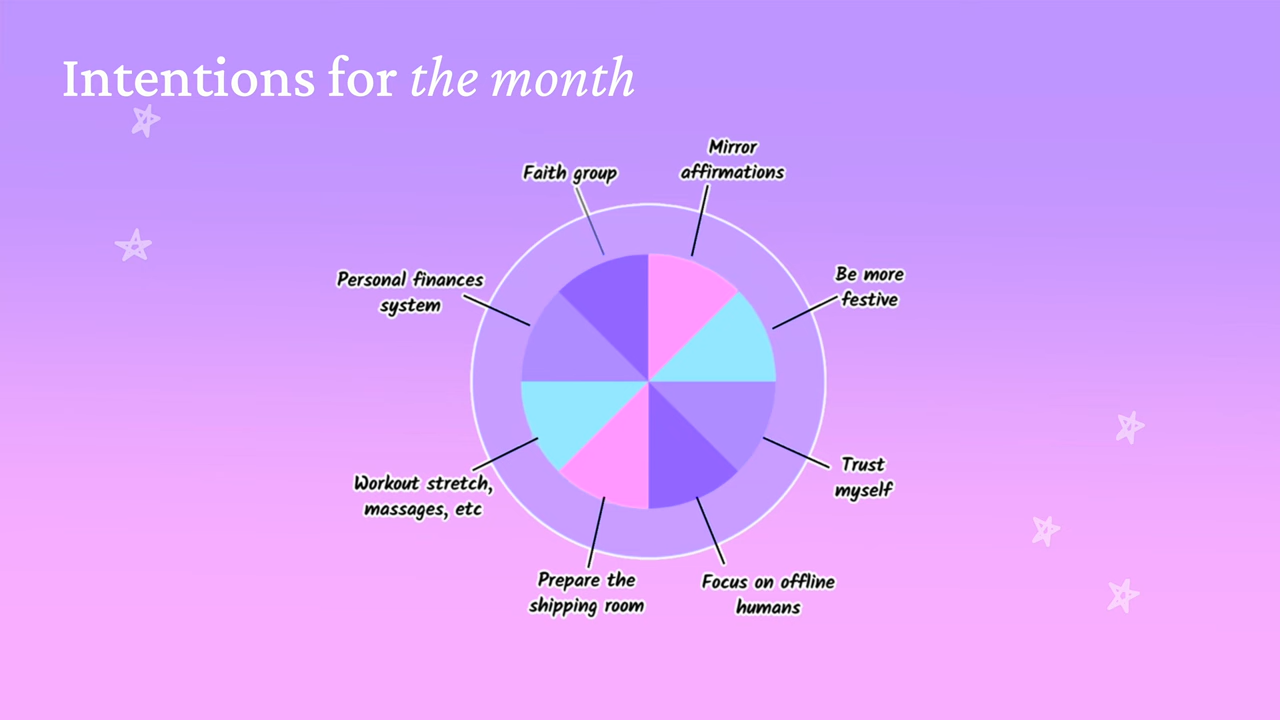 Intentions for the month
Mirror
affirmations
Faith group
Be more
festive
Personal finances
system
Trust
myself
Workout stretch,
massages, etc
Prepare the
shipping room
Focus on offline
humans